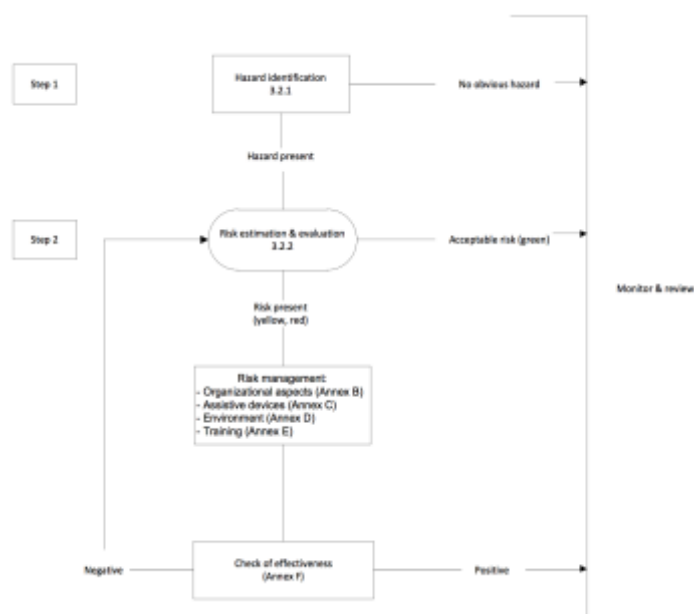 Step 1
Hazard identification
3.2.1
No obvious hazard
Hazard present
Step 2
Risk estimation & evaluation
3.2.2
Acceptable risk (green)
Monitor & review
Risk present
(yellow, red)
Risk management:
- Organizational aspects (Annex B)
- Assistive devices (Annex C)
- Environment (Annex D)
- Training (Annex E)
Negative
Check of effectiveness
(Annex F)
Positive